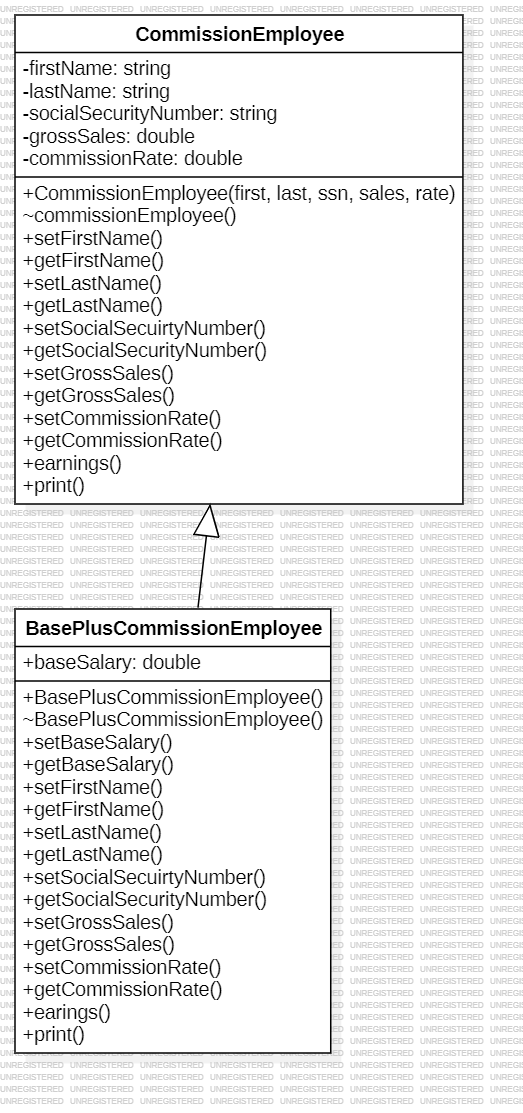 CommissionEmployee
-firstName: string
-lastName: string
-socialSecurityNumber: string
-grossSales: double
-commissionRate: double
+CommissionEmployee(first, last, ssn, sales, rate)
~commissionEmployee()
+setFirstName()
+getFirstName()
+setLastName()
+getLastName()
+setSocialSecuirtyNumber()
+getSocialSecurityNumber()
+setGrossSales()
+getGrossSales()
+setCommissionRate()
+getCommissionRate()
+earnings()
+print()
BasePlusCommissionEmployee
+baseSalary: double
+BasePlusCommissionEmployee()
~BasePlusCommissionEmployee()
+setBaseSalary()
+getBaseSalary()
+setFirstName()
+getFirstName()
+setLastName()
+getLastName()
+setSocialSecuirtyNumber()
+getSocialSecurityNumber()
+setGrossSales()
+getGrossSales()
+setCommissionRate()
+getCommissionRate()
+earings()
+print()
UNREGISTERED